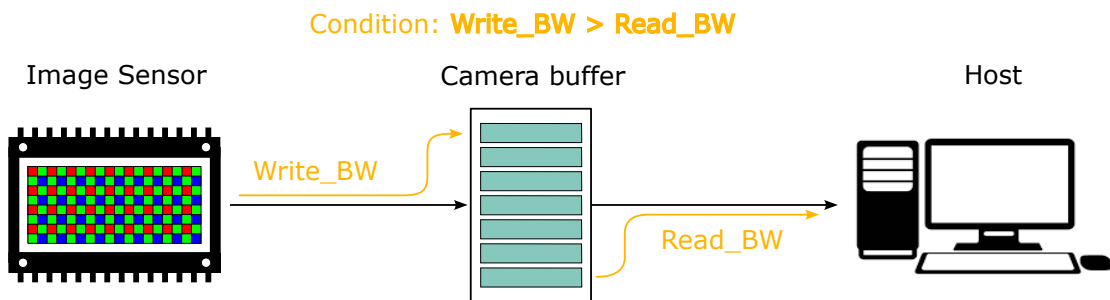 Condition: Write_BW > Read_BW
Image Sensor
Camera buffer
Host
Write_BW
Read_BW